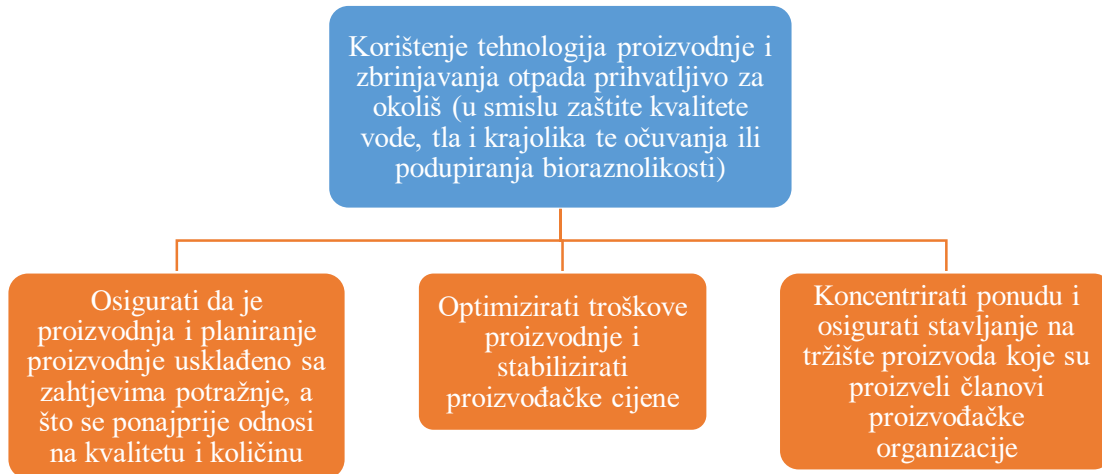 Korištenje tehnologija proizvodnje i
zbrinjavanja otpada prihvatljivo za
okoliš (u smislu zaštite kvalitete
vode, tla i krajolika te očuvanja ili
podupiranja bioraznolikosti)
Osigurati da je
proizvodnja i planiranje
proizvodnje usklađeno sa
zahtjevima potražnje, a
što se ponajprije odnosi
na kvalitetu i količinu
Optimizirati troškove
proizvodnje i
stabilizirati
proizvođačke cijene
Koncentrirati ponudu i
osigurati stavljanje na
tržište proizvoda koje su
proizveli članovi
proizvođačke
organizacije